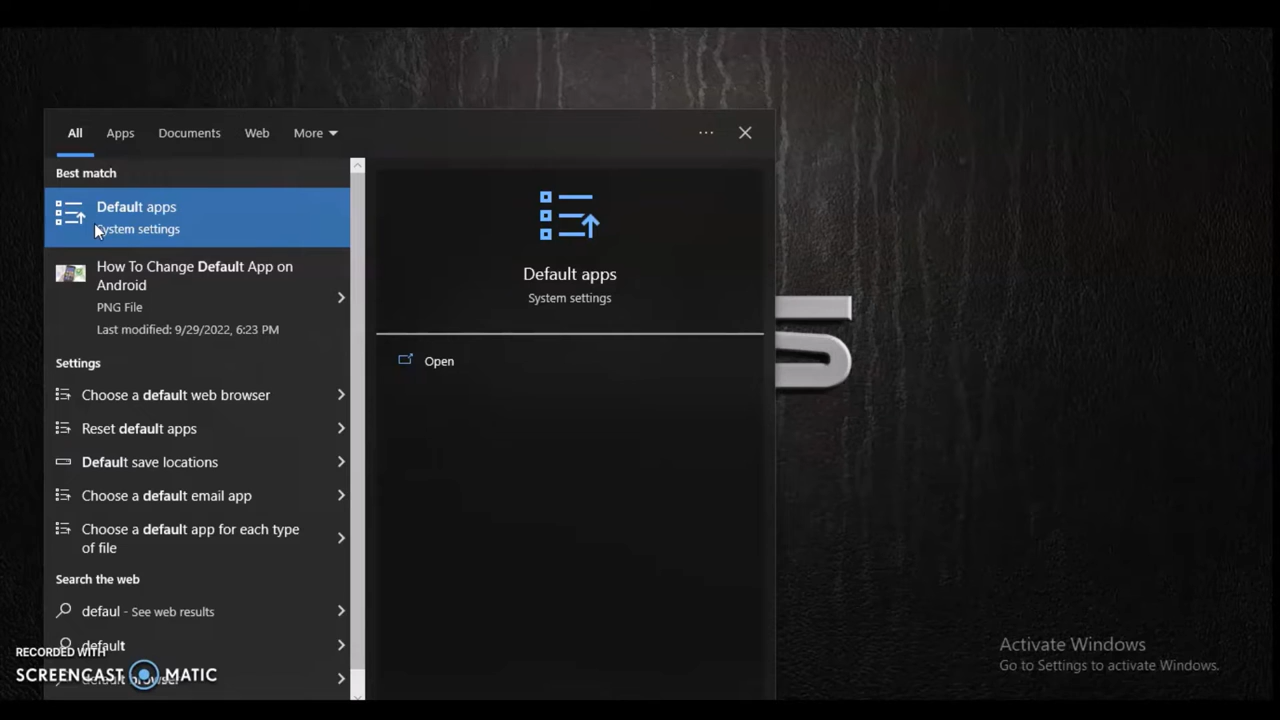 All
Apps
Documents
Web
More
Best match
Default apps
System settings
How To Change Default App on
Android
PNG File
Last modified: 9/29/2022, 6:23 PM
Settings
Choose a default web browser
Reset default apps
Default save locations
Choose a default email app
Choose a default app for each type
of file
Search the web
defaul - See web results
default
default browser
Default apps
System settings
Open
RECORDED WITH
SCREENCAST MATIC
Activate Windows
Go to Settings to activate Windows.